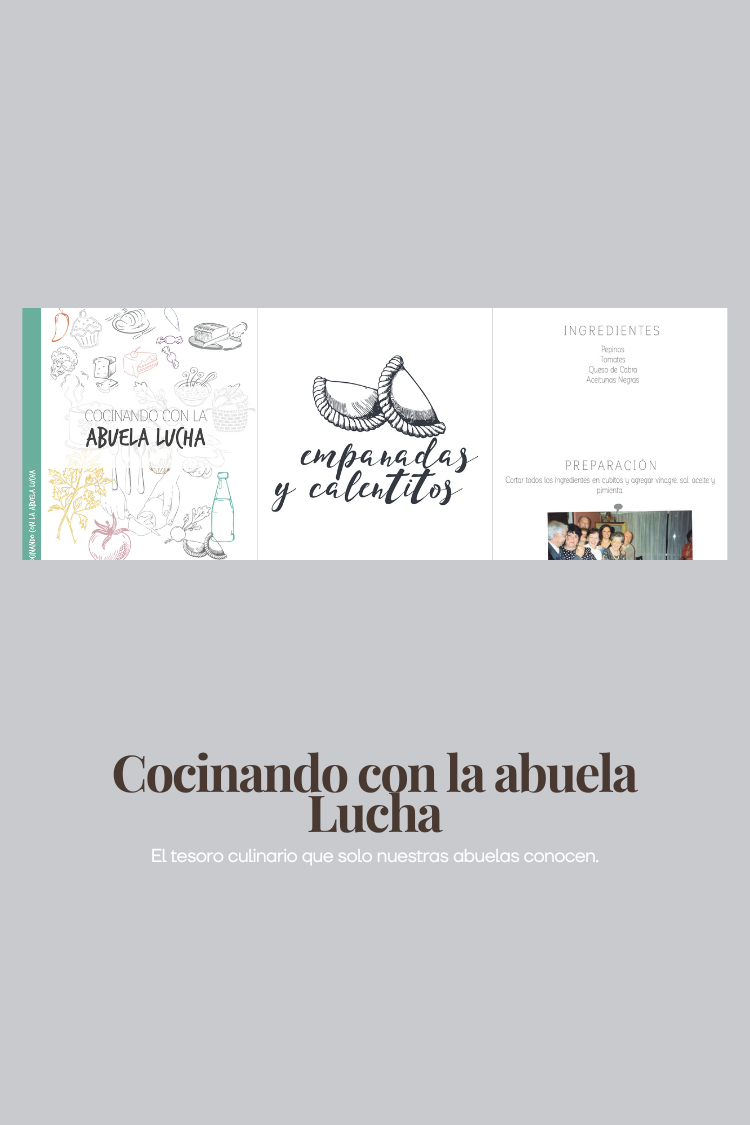 COCINANDO CON LA ABUELA LUCHA
COCINANDO CON LA
ABUELA LUCHA
empanadas
y calentitos
INGREDIENTES
Pepinos
Tomates
Queso de Cabra
Aceitunas Negras
PREPARACIÓN
Cortar todos los ingredientes en cubitos y agregar vinagre, sal, aceite y
pimienta.
Cocinando con la abuela
Lucha
El tesoro culinario que solo nuestras abuelas conocen.